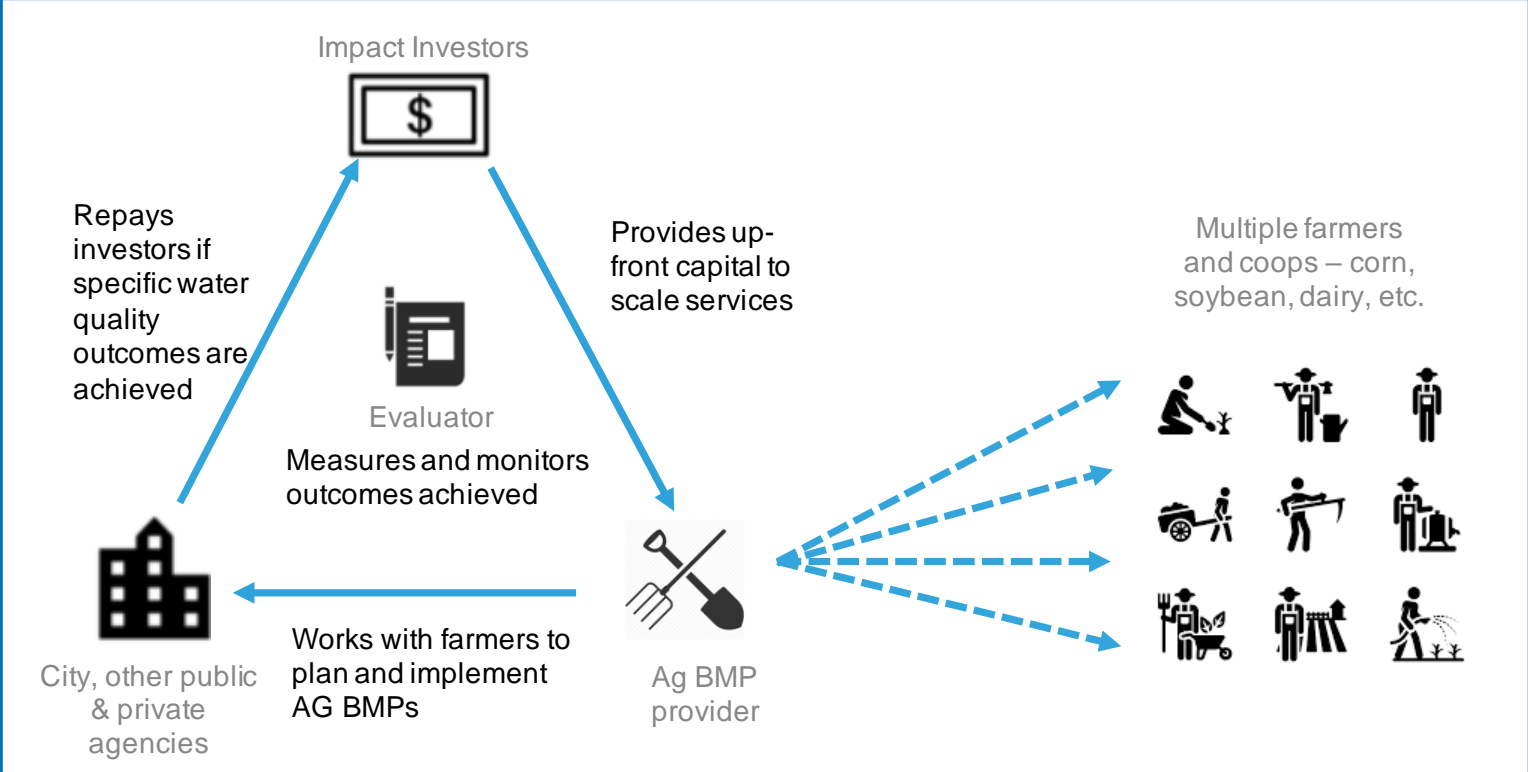 Impact Investors
$
Repays
investors if
specific water
quality
outcomes are
achieved
Provides up-
front capital to
scale services
Multiple farmers
and coops – corn,
soybean, dairy, etc.
Evaluator
Measures and monitors
outcomes achieved
Works with farmers to
plan and implement
AG BMPs
City, other public
& private
agencies
Ag BMP
provider